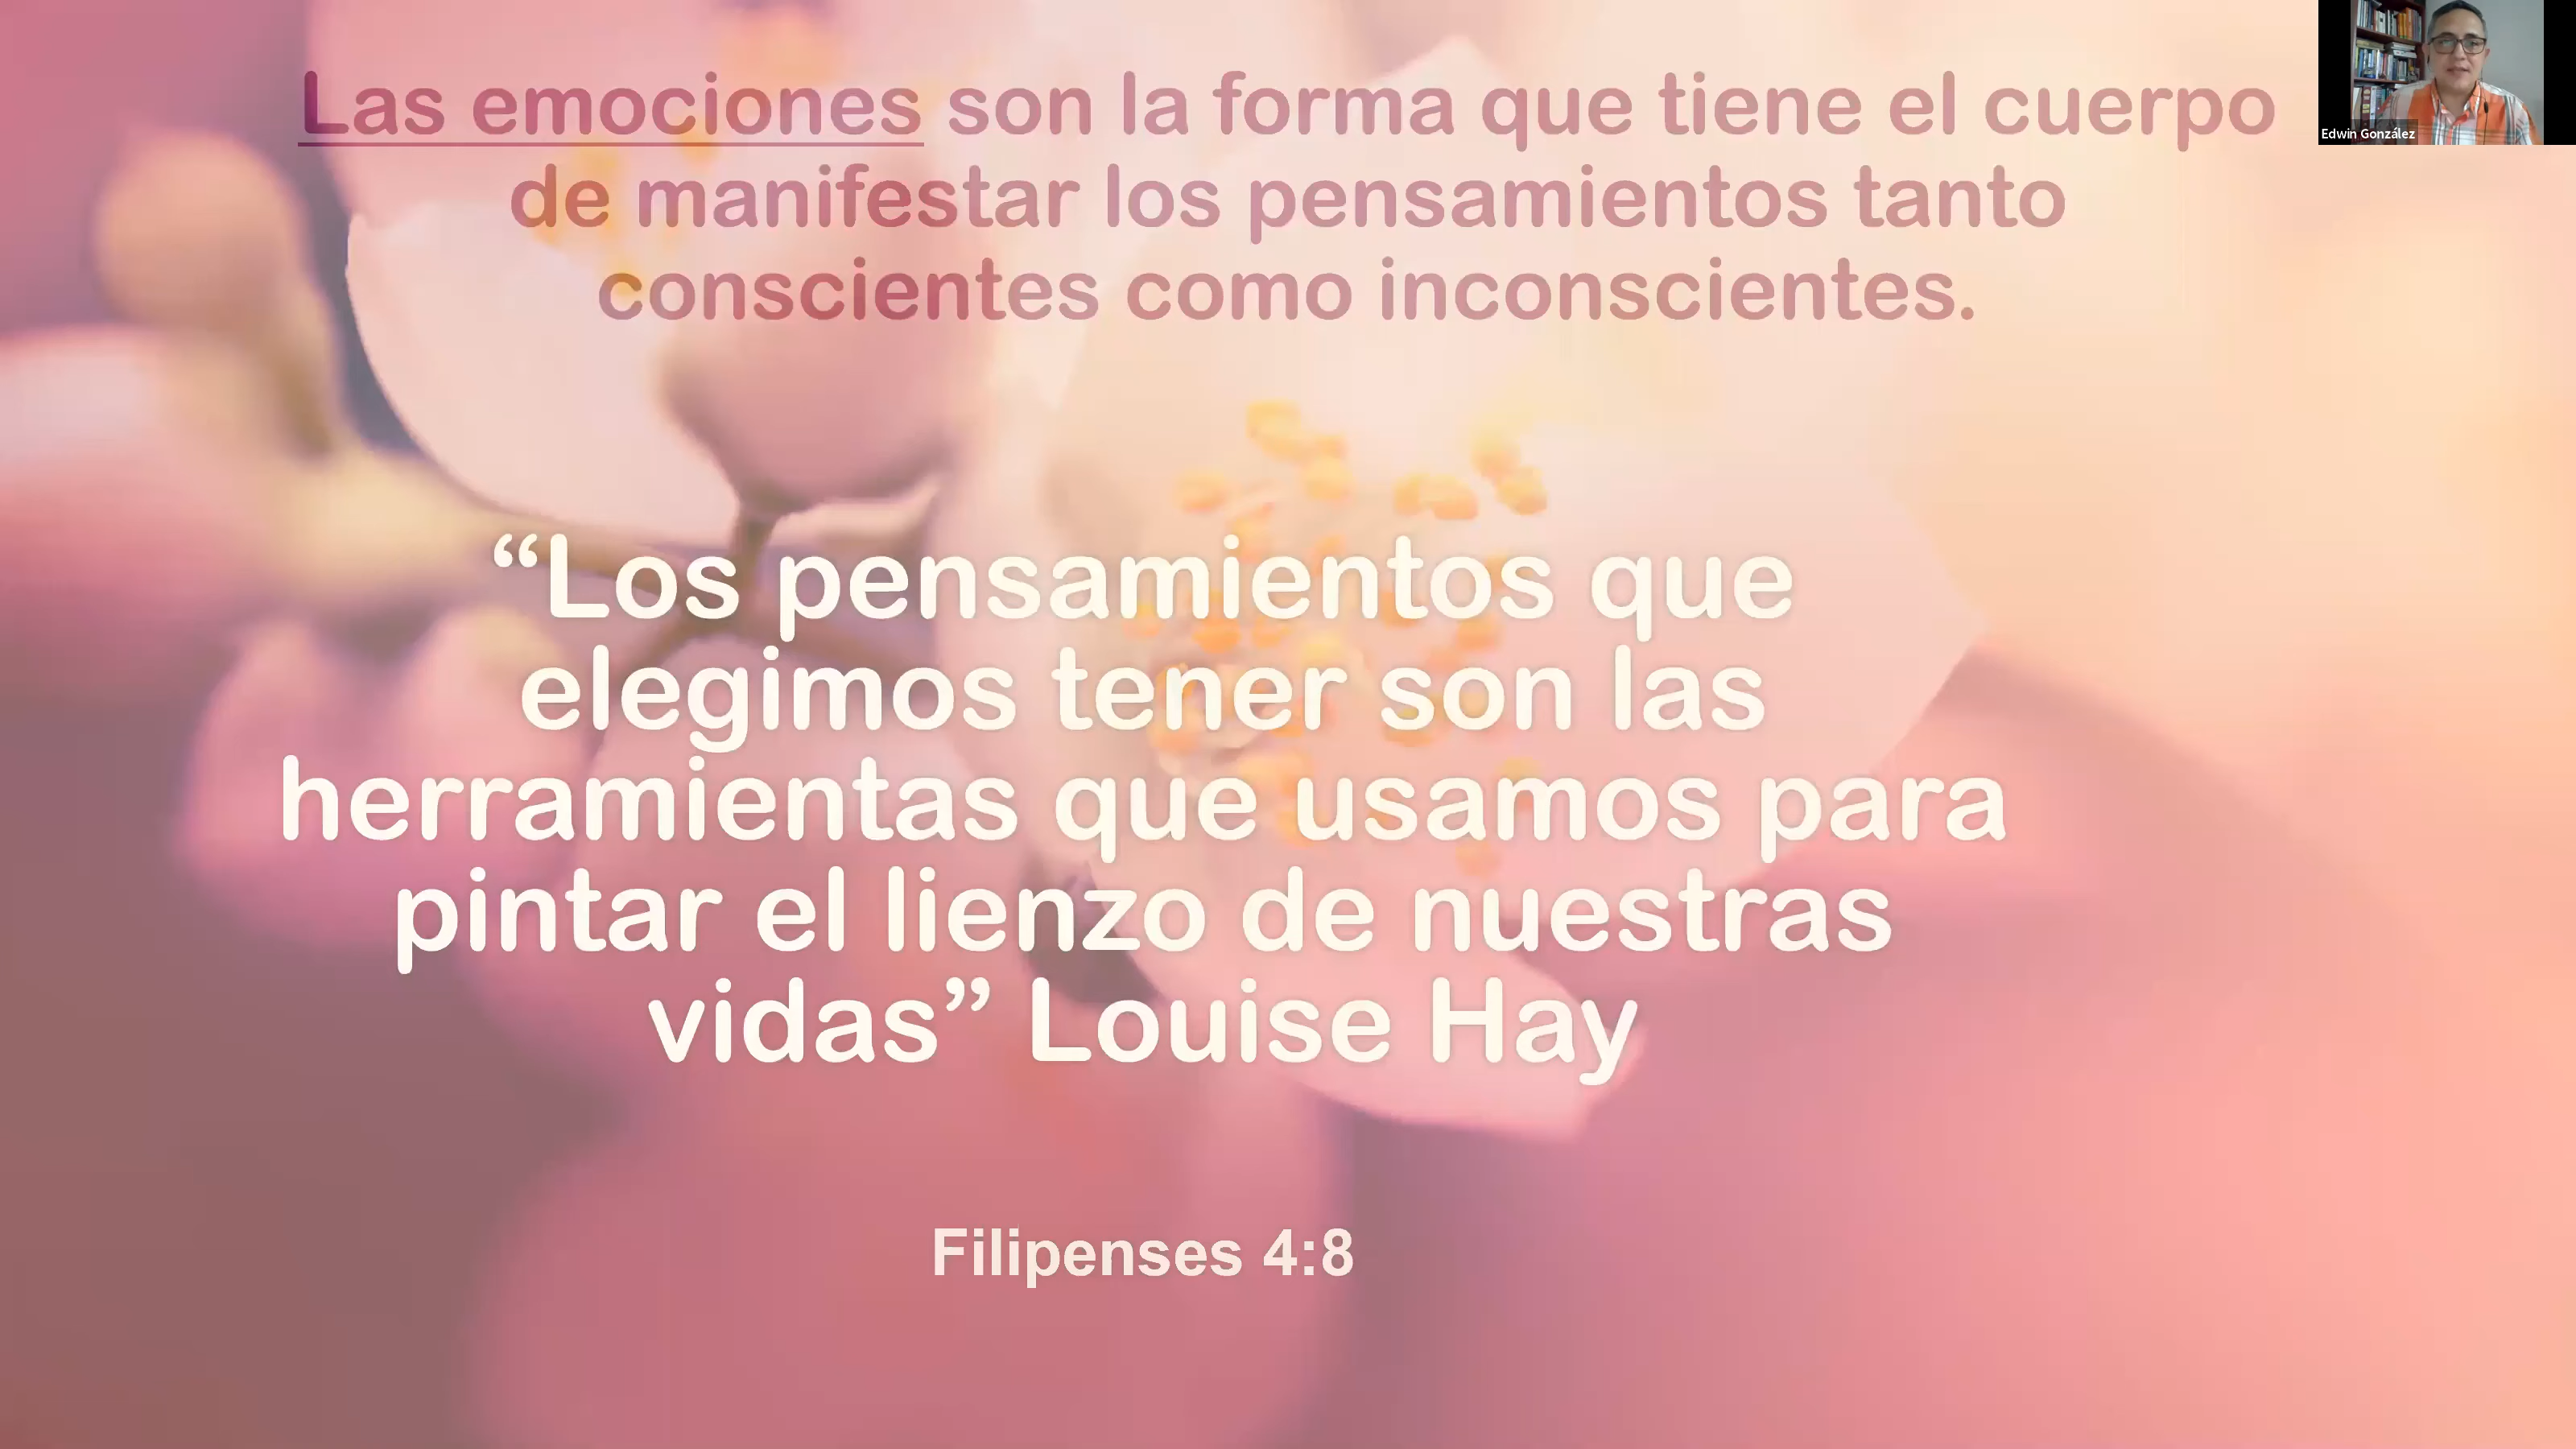 Las emociones son la forma que tiene el cuerpo
de manifestar los pensamientos tanto
conscientes como inconscientes.
Edwin González
“Los pensamientos que
elegimos tener son las
herramientas que usamos para
pintar el lienzo de nuestras
vidas” Louise Hay
Filipenses 4:8